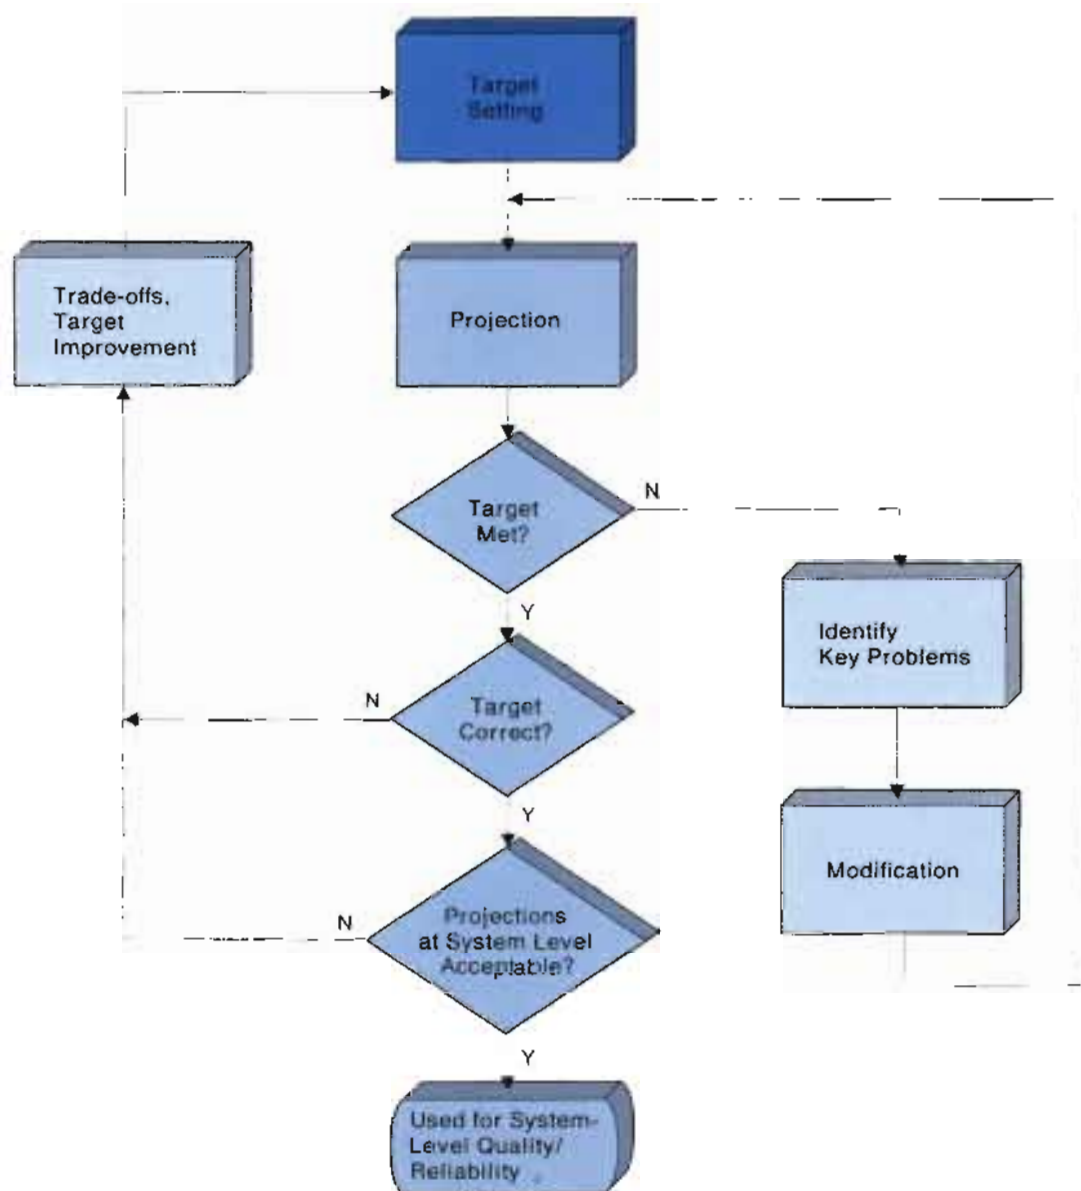 Target
Setting
Trade-offs,
Target
Improvement
Projection
Target
Met?
N
Y
Identify
Key Problems
N
Target
Correct?
Y
Modification
N
Projections
at System Level
Acceptable?
Y
Used for System-
Level Quality/
Reliability